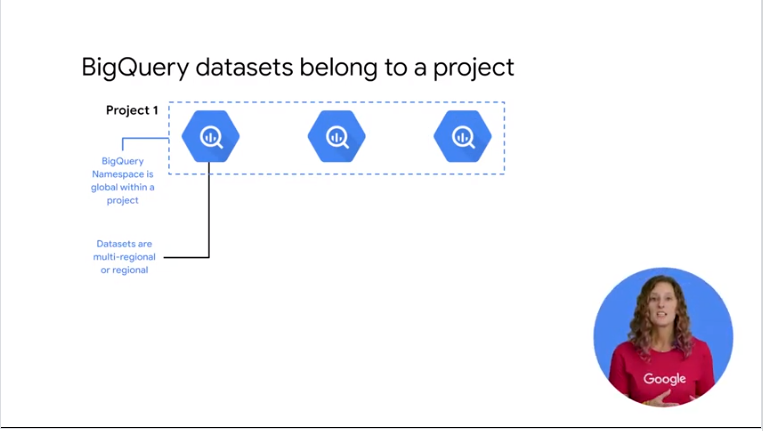 BigQuery datasets belong to a project
Project 1
BigQuery
Namespace is
global within a
project
Datasets are
multi-regional
or regional
Google